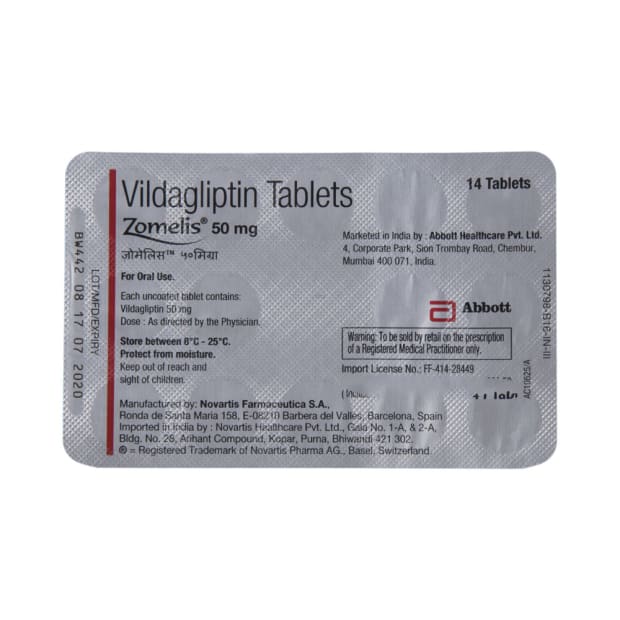 Vildagliptin Tablets
Zomelis® 50 mg
जोमेलिस™ ५०मिग्रा
For Oral Use.
Each uncoated tablet contains:
Vildagliptin 50 mg
Dose : As directed by the Physician.
Store between 8°C - 25°C.
Protect from moisture.
Keep out of reach and
sight of children.
14 Tablets
Marketed in India by : Abbott Healthcare Pvt. Ltd.
4, Corporate Park, Sion Trombay Road, Chembur,
Mumbai 400 071, India.
Abbott
Warning: To be sold by retail on the prescription
of a Registered Medical Practitioner only.
Import License No.: FF-414-28449
Manufactured by: Novartis Farmaceutica S.A.,
Ronda de Santa Maria 158, E-08210 Barbera del Valles, Barcelona, Spain
Imported in India by : Novartis Healthcare Pvt. Ltd., Gala No. 1-A, & 2-A,
Bldg. No. 28, Arihant Compound, Kopar, Purna, Bhiwandi 421 302.
® = Registered Trademark of Novartis Pharma AG., Basel, Switzerland.
BW442 08 17 07 2020
LOT/MFD/EXPIRY
1130798-B16-IN-III
AC10625/A